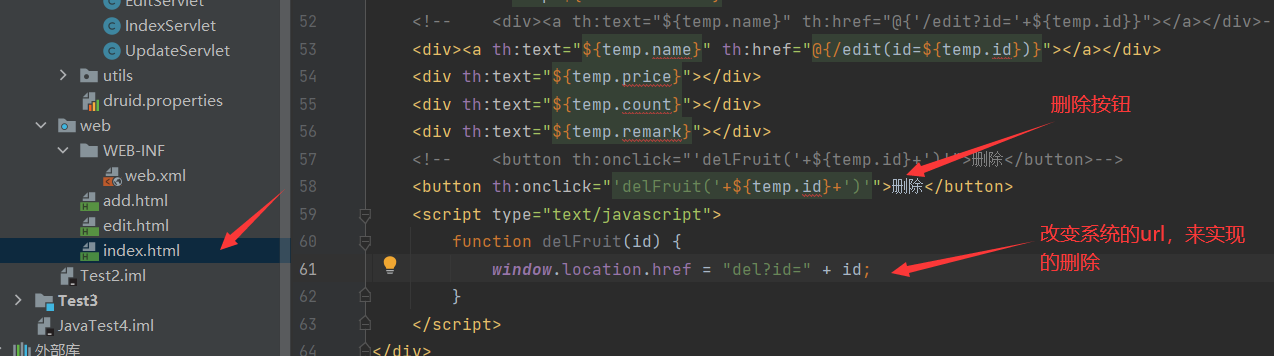 EditServlet
IndexServlet
UpdateServlet
utils
druid.properties
web
WEB-INF
web.xml
add.html
edit.html
index.html
Test2.iml
Test3
JavaTest4.iml
外部库
52 <!-- <div><a th:text="${temp.name}" th:href="@{'/edit?id='+${temp.id}}"></a></div>--
53 <div><a th:text="${temp.name}" th:href="@{/edit(id=${temp.id})}"></a></div>
54 <div th:text="${temp.price}"></div>
55 <div th:text="${temp.count}"></div>
56 <div th:text="${temp.remark}"></div>
57 <!-- <button th:onclick="'delFruit('+${temp.id}+')'">删除</button>-->
58 <button th:onclick="'delFruit('+${temp.id}+')'">删除</button>
59 <script type="text/javascript">
60 function delFruit(id) {
61 window.location.href = "del?id=" + id;
62 }
63 </script>
64 </div>
删除按钮
改变系统的url，来实现
的删除